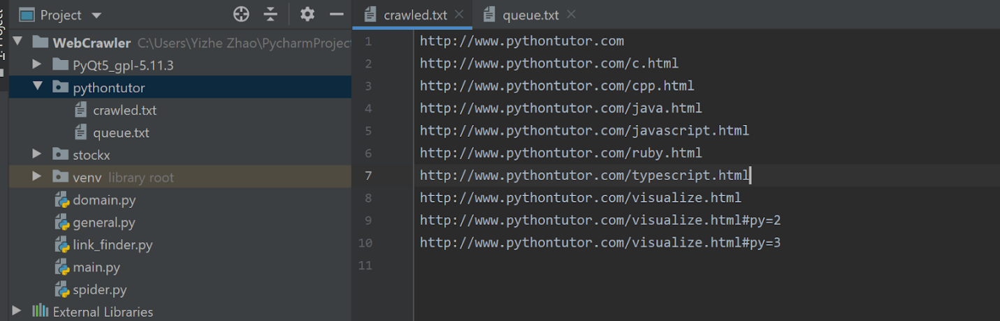 Project
Project
crawled.txt
queue.txt
WebCrawler C:\Users\Yizhe Zhao\PycharmProjec
PyQt5_gpl-5.11.3
pythontutor
crawled.txt
queue.txt
stockx
venv library root
domain.py
general.py
link_finder.py
main.py
spider.py
External Libraries
1 http://www.pythontutor.com
2 http://www.pythontutor.com/c.html
3 http://www.pythontutor.com/cpp.html
4 http://www.pythontutor.com/java.html
5 http://www.pythontutor.com/javascript.html
6 http://www.pythontutor.com/ruby.html
7 http://www.pythontutor.com/typescript.html
8 http://www.pythontutor.com/visualize.html
9 http://www.pythontutor.com/visualize.html#py=2
10 http://www.pythontutor.com/visualize.html#py=3
11